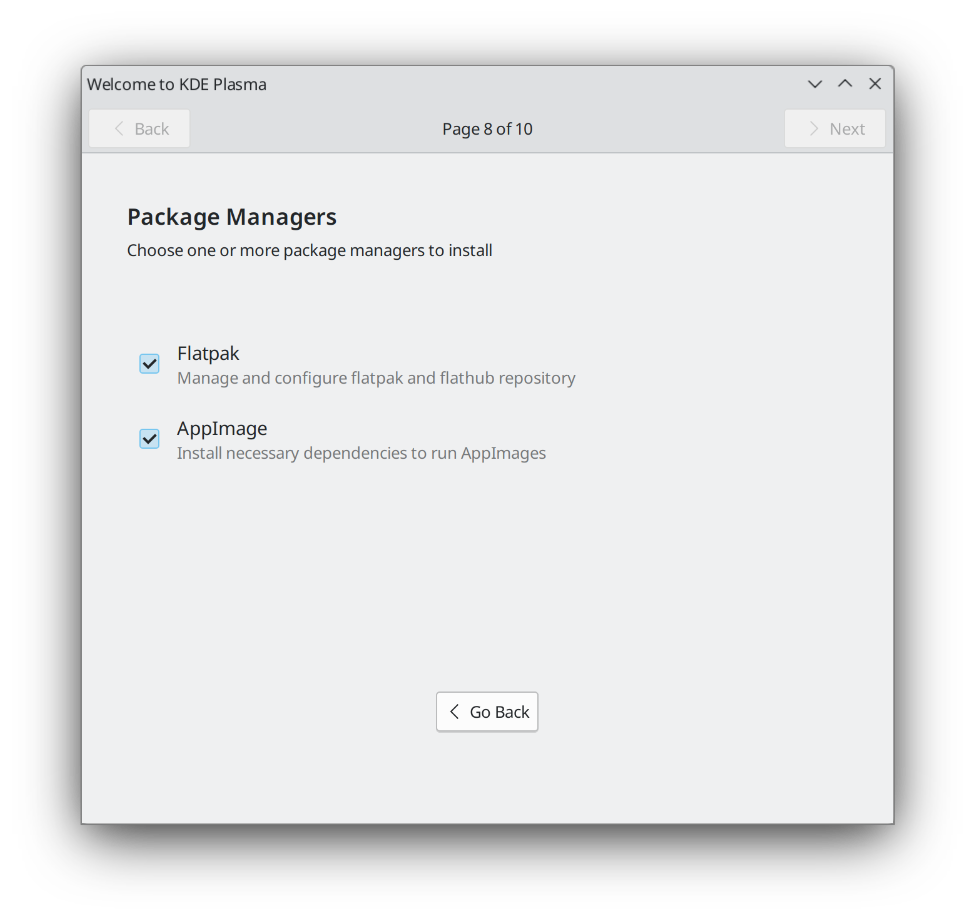 Welcome to KDE Plasma
Back
Page 8 of 10
Next
Package Managers
Choose one or more package managers to install
Flatpak
Manage and configure flatpak and flathub repository
AppImage
Install necessary dependencies to run AppImages
Go Back